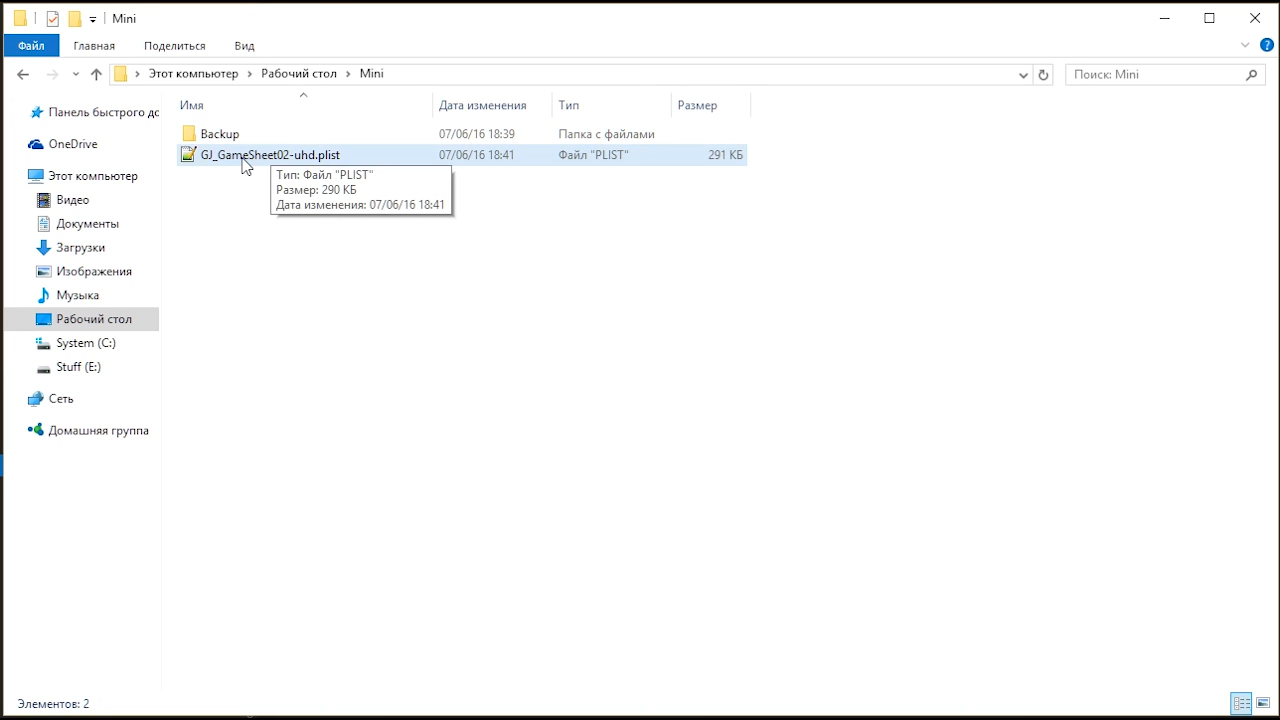 Mini
Файл Главная Поделиться Вид
Этот компьютер Рабочий стол Mini
Поиск: Mini
Имя Дата изменения Тип Размер
Backup 07/06/16 18:39 Папка с файлами
GJ_GameSheet02-uhd.plist 07/06/16 18:41 Файл "PLIST" 291 КБ
Тип: Файл "PLIST"
Размер: 290 КБ
Дата изменения: 07/06/16 18:41
Панель быстрого до
OneDrive
Этот компьютер
Видео
Документы
Загрузки
Изображения
Музыка
Рабочий стол
System (C:)
Stuff (E:)
Сеть
Домашняя группа
Элементов: 2